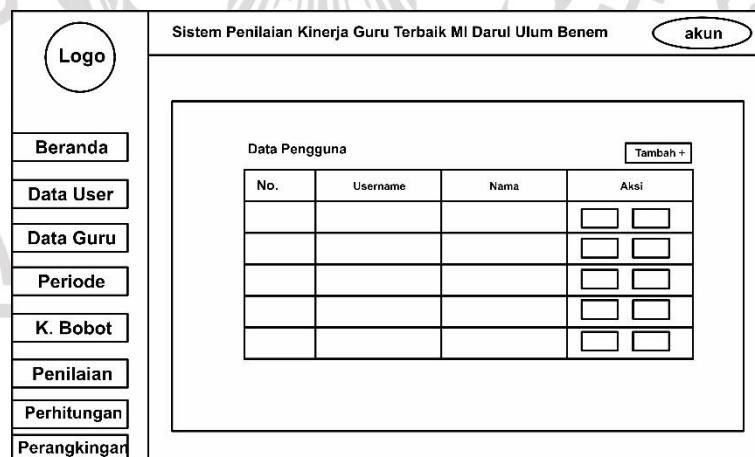 Logo
Sistem Penilaian Kinerja Guru Terbaik MI Darul Ulum Benem
akun
Beranda
Data User
Data Guru
Periode
K. Bobot
Penilaian
Perhitungan
Perangkingan
Data Pengguna
Tambah +
No. Username Nama Aksi